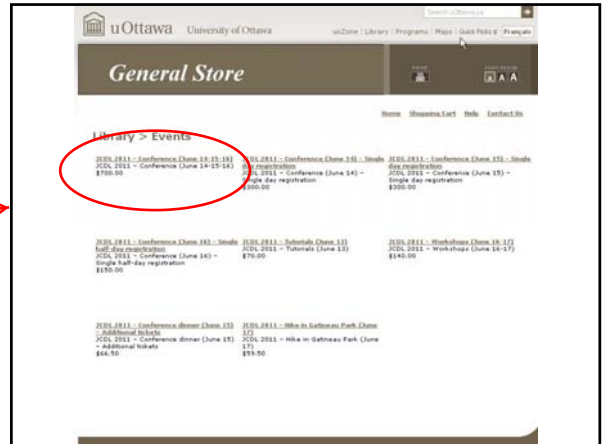 uOttawa University of Ottawa
Search uOttawa.ca
uoZone | Library | Programs | Maps | Quick Picks Français
General Store
A A A
Home Shopping Cart Help Contact Us
Library > Events
JCDL 2011 - Conference (June 14-15-16)
JCDL 2011 - Conference (June 14-15-16)
$700.00
JCDL 2011 - Conference (June 14) - Single
day registration
JCDL 2011 - Conference (June 14) -
Single day registration
$300.00
JCDL 2011 - Conference (June 15) - Single
day registration
JCDL 2011 - Conference (June 15) -
Single day registration
$300.00
JCDL 2011 - Conference (June 16) - Single
half-day registration
JCDL 2011 - Conference (June 16) -
Single half-day registration
$150.00
JCDL 2011 - Tutorials (June 13)
JCDL 2011 - Tutorials (June 13)
$70.00
JCDL 2011 - Workshops (June 16-17)
JCDL 2011 - Workshops (June 16-17)
$140.00
JCDL 2011 - Conference dinner (June 15)
- Additional tickets
JCDL 2011 - Conference dinner (June 15)
- Additional tickets
$66.50
JCDL 2011 - Hike in Gatineau Park (June
17)
JCDL 2011 - Hike in Gatineau Park (June
17)
$59.50